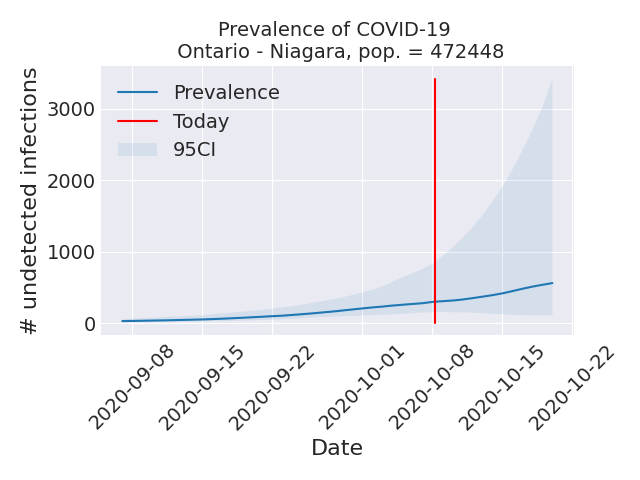 Prevalence of COVID-19
Ontario - Niagara, pop. = 472448
# undetected infections
3000
2000
1000
0
Prevalence
Today
95CI
2020-09-08
2020-09-15
2020-09-22
2020-10-01
2020-10-08
2020-10-15
2020-10-22
Date